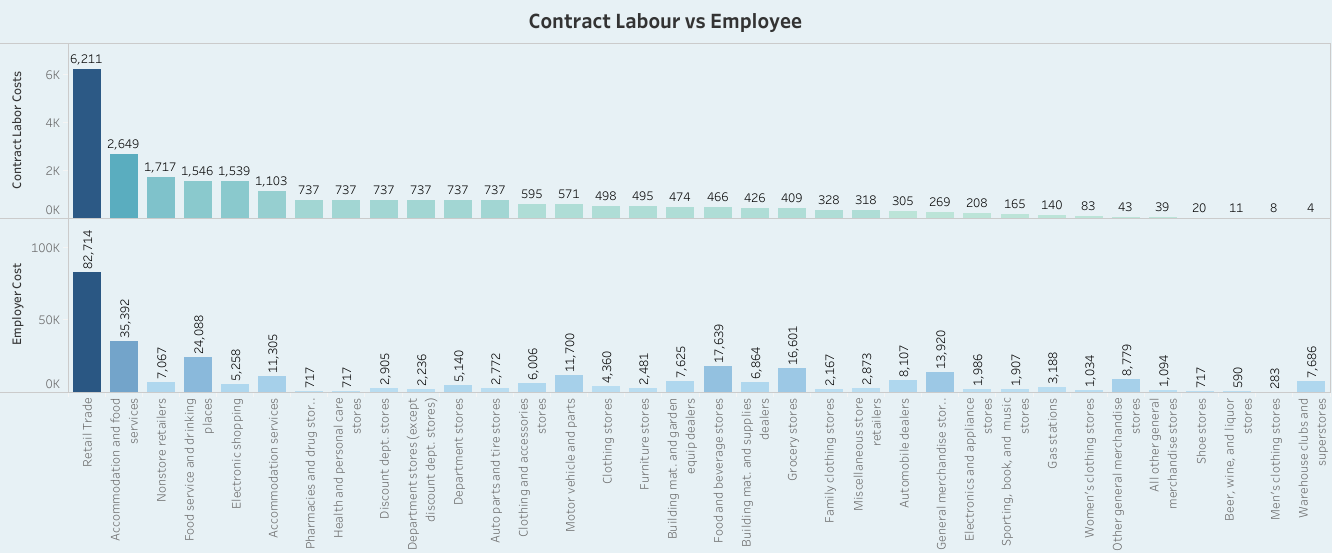 Contract Labour vs Employee
Contract Labor Costs
6K
4K
2K
0K
6,211
2,649
1,717
1,546
1,539
1,103
737
737
737
737
737
737
595
571
498
495
474
466
426
409
328
318
305
269
208
165
140
83
43
39
20
11
8
4
Employer Cost
100K
50K
0K
82,714
35,392
7,067
24,088
5,258
11,305
717
717
2,905
2,236
5,140
2,772
6,006
11,700
4,360
2,481
7,625
17,639
6,864
16,601
2,167
2,873
8,107
13,920
1,986
1,907
3,188
1,034
8,779
1,094
717
590
283
7,686
Retail Trade
Accommodation and food
services
Nonstore retailers
Food service and drinking
places
Electronic shopping
Accommodation services
Pharmacies and drug stor..
Health and personal care
stores
Discount dept. stores
Department stores (except
discount dept. stores)
Department stores
Auto parts and tire stores
Clothing and accessories
stores
Motor vehicle and parts
Clothing stores
Furniture stores
Building mat. and garden
equip dealers
Food and beverage stores
Building mat. and supplies
dealers
Grocery stores
Family clothing stores
Miscellaneous store
retailers
Automobile dealers
General merchandise stor..
Electronics and appliance
stores
Sporting, book, and music
stores
Gas stations
Women's clothing stores
Other general merchandise
stores
All other general
merchandise stores
Shoe stores
Beer, wine, and liquor
stores
Men's clothing stores
Warehouse clubs and
superstores